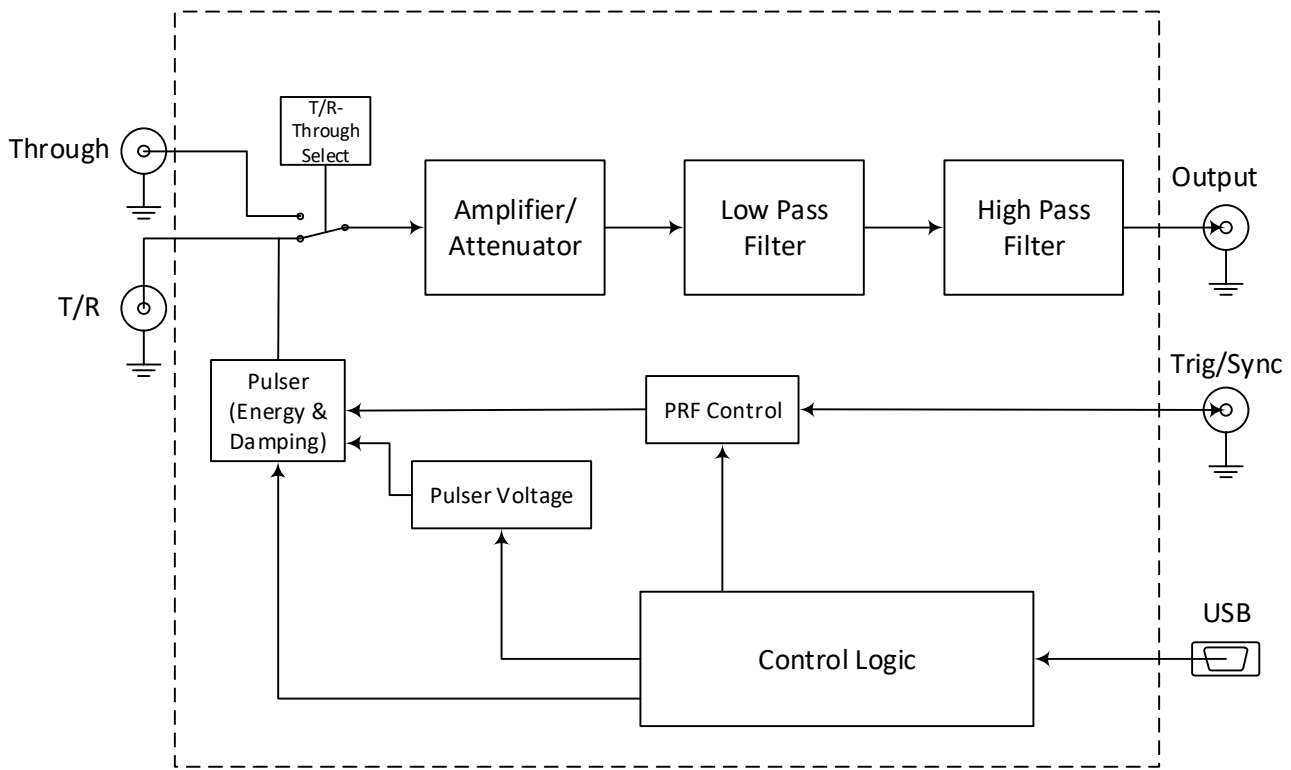 T/R-
Through
Select
Through
Amplifier/
Attenuator
Low Pass
Filter
High Pass
Filter
Output
T/R
Pulser
(Energy &
Damping)
PRF Control
Trig/Sync
Pulser Voltage
Control Logic
USB